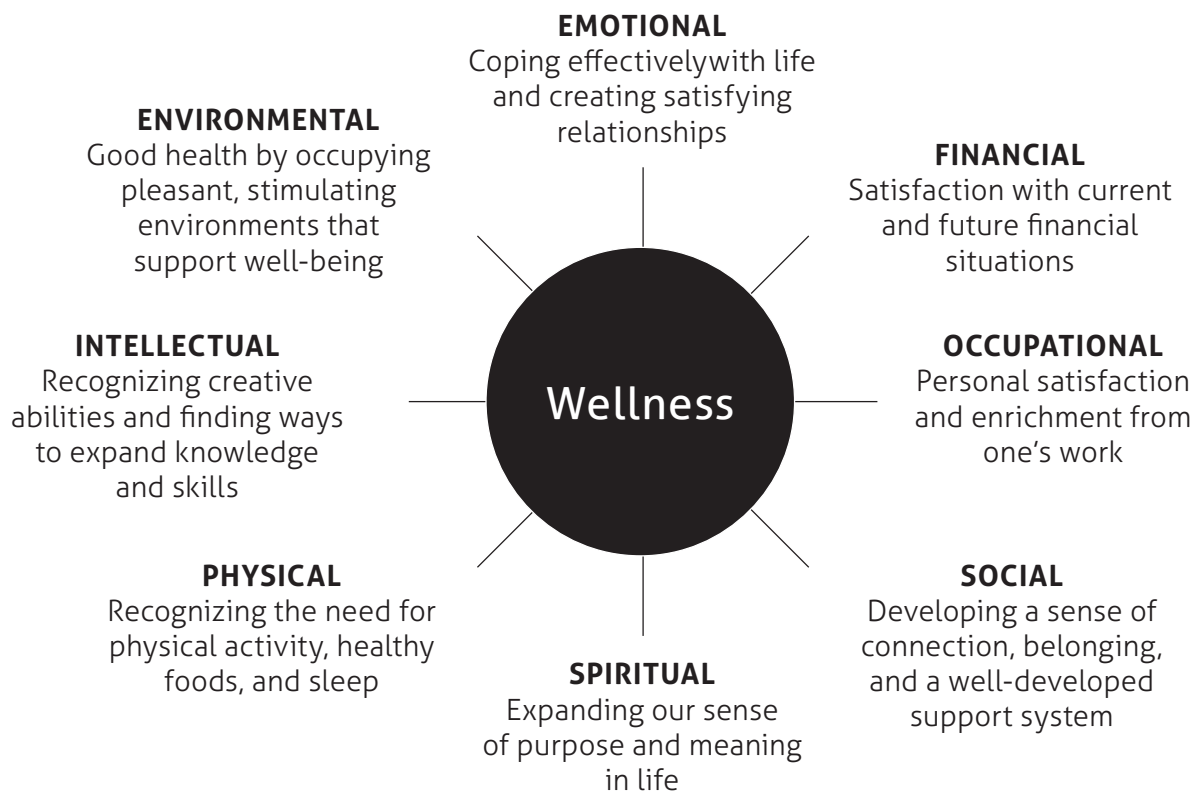 EMOTIONAL
Coping effectivelywith life
and creating satisfying
relationships
FINANCIAL
Satisfaction with current
and future financial
situations
OCCUPATIONAL
Personal satisfaction
and enrichment from
one's work
SOCIAL
Developing a sense of
connection, belonging,
and a well-developed
support system
SPIRITUAL
Expanding our sense
of purpose and meaning
in life
PHYSICAL
Recognizing the need for
physical activity, healthy
foods, and sleep
INTELLECTUAL
Recognizing creative
abilities and finding ways
to expand knowledge
and skills
ENVIRONMENTAL
Good health by occupying
pleasant, stimulating
environments that
support well-being
Wellness